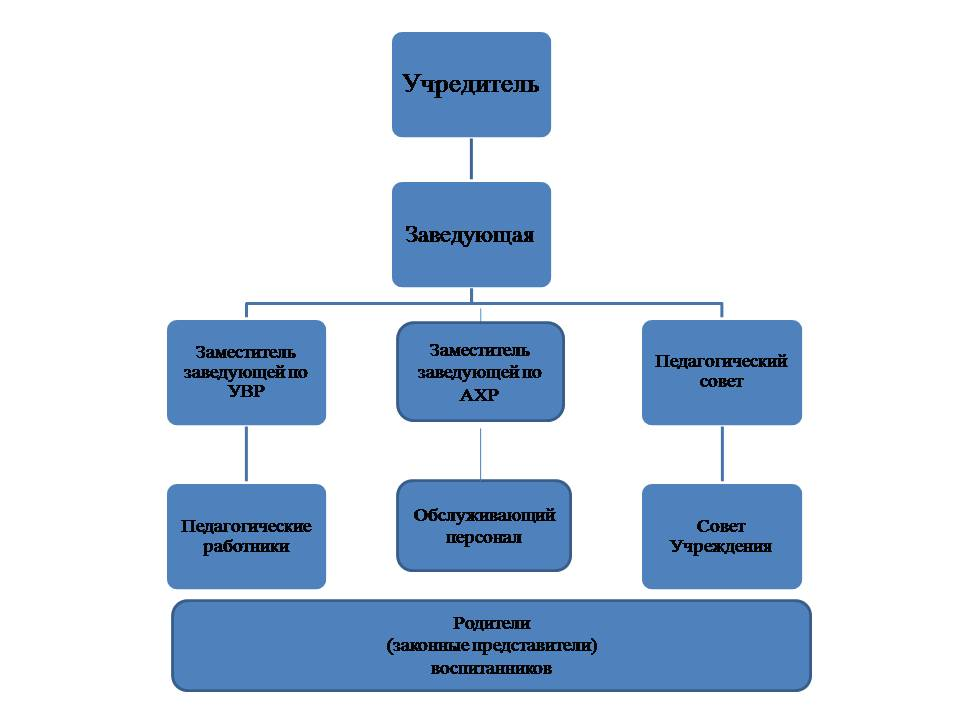 Учредитель
Заведующая
Заместитель
заведующей по
УВР
Заместитель
заведующей по
АХР
Педагогический
совет
Педагогические
работники
Обслуживающий
персонал
Совет
Учреждения
Родители
(законные представители)
воспитанников